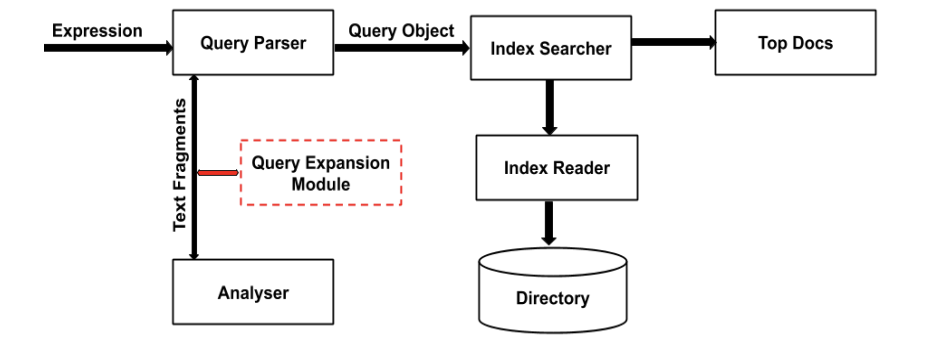 Expression
Query Parser
Query Object
Index Searcher
Top Docs
Text Fragments
Query Expansion
Module
Index Reader
Analyser
Directory